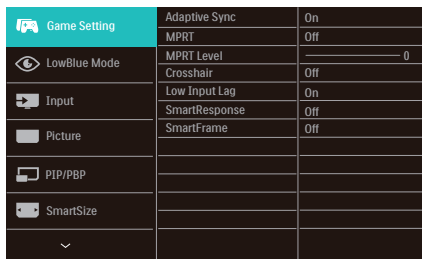 Game Setting
LowBlue Mode
Input
Picture
PIP/PBP
SmartSize
Adaptive Sync On
MPRT Off
MPRT Level 0
Crosshair Off
Low Input Lag On
SmartResponse Off
SmartFrame Off